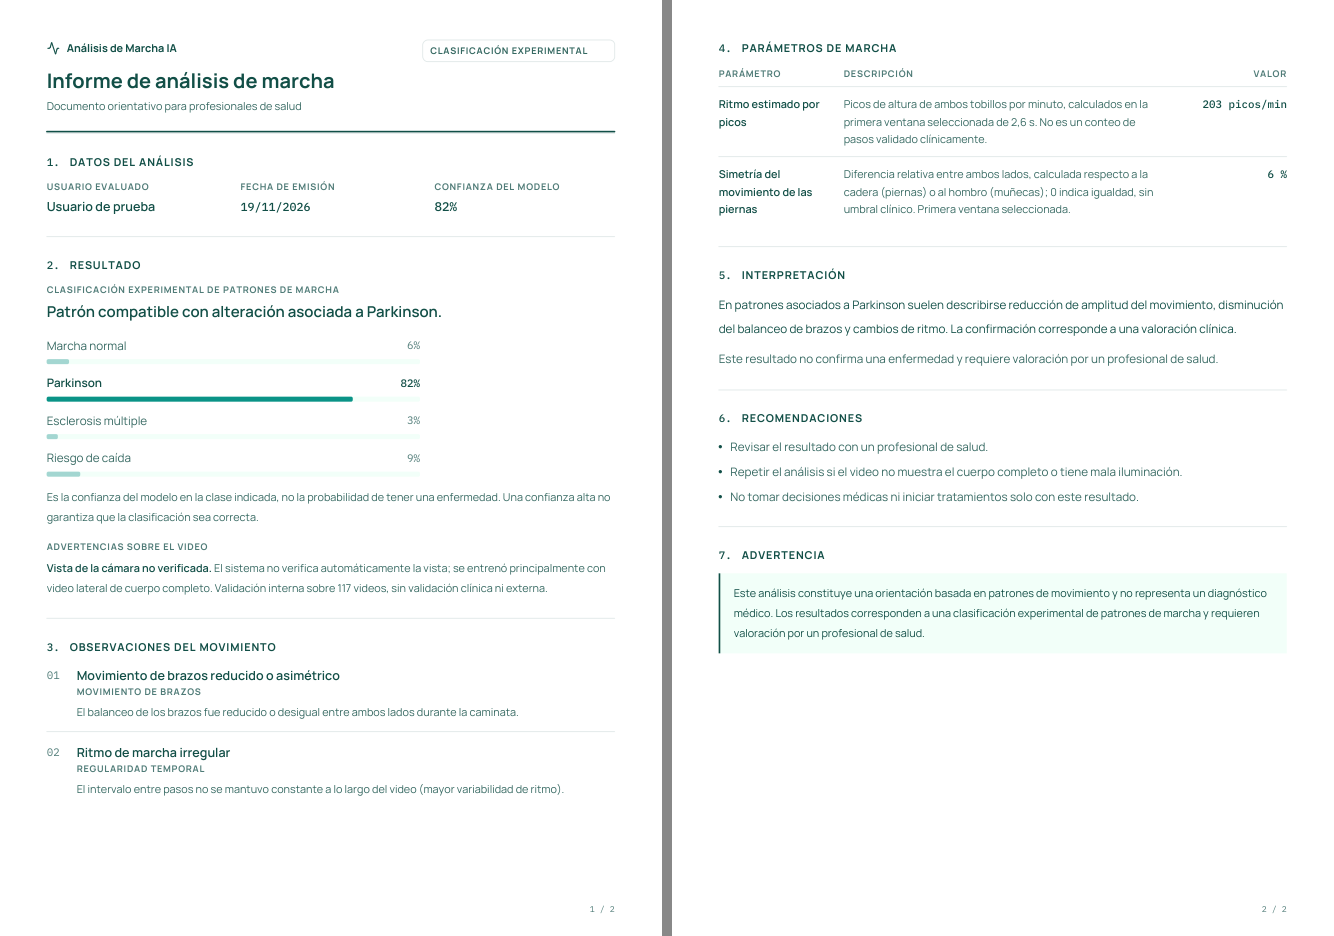 Análisis de Marcha IA
CLASIFICACIÓN EXPERIMENTAL
Informe de análisis de marcha
Documento orientativo para profesionales de salud
1. DATOS DEL ANÁLISIS
USUARIO EVALUADO FECHA DE EMISIÓN CONFIANZA DEL MODELO
Usuario de prueba 19/11/2026 82%
2. RESULTADO
CLASIFICACIÓN EXPERIMENTAL DE PATRONES DE MARCHA
Patrón compatible con alteración asociada a Parkinson.
Marcha normal 6%
Parkinson 82%
Esclerosis múltiple 3%
Riesgo de caída 9%
Es la confianza del modelo en la clase indicada, no la probabilidad de tener una enfermedad. Una confianza alta no
garantiza que la clasificación sea correcta.
ADVERTENCIAS SOBRE EL VIDEO
Vista de la cámara no verificada. El sistema no verifica automáticamente la vista; se entrenó principalmente con
video lateral de cuerpo completo. Validación interna sobre 117 videos, sin validación clínica ni externa.
3. OBSERVACIONES DEL MOVIMIENTO
01 Movimiento de brazos reducido o asimétrico
MOVIMIENTO DE BRAZOS
El balanceo de los brazos fue reducido o desigual entre ambos lados durante la caminata.
02 Ritmo de marcha irregular
REGULARIDAD TEMPORAL
El intervalo entre pasos no se mantuvo constante a lo largo del video (mayor variabilidad de ritmo).
1 / 2
4. PARÁMETROS DE MARCHA
PARÁMETRO DESCRIPCIÓN VALOR
Ritmo estimado por Picos de altura de ambos tobillos por minuto, calculados en la 203 picos/min
picos primera ventana seleccionada de 2,6 s. No es un conteo de
pasos validado clínicamente.
Simetría del Diferencia relativa entre ambos lados, calculada respecto a la 6 %
movimiento de las cadera (piernas) o al hombro (muñecas); 0 indica igualdad, sin
piernas umbral clínico. Primera ventana seleccionada.
5. INTERPRETACIÓN
En patrones asociados a Parkinson suelen describirse reducción de amplitud del movimiento, disminución
del balanceo de brazos y cambios de ritmo. La confirmación corresponde a una valoración clínica.
Este resultado no confirma una enfermedad y requiere valoración por un profesional de salud.
6. RECOMENDACIONES
• Revisar el resultado con un profesional de salud.
• Repetir el análisis si el video no muestra el cuerpo completo o tiene mala iluminación.
• No tomar decisiones médicas ni iniciar tratamientos solo con este resultado.
7. ADVERTENCIA
Este análisis constituye una orientación basada en patrones de movimiento y no representa un diagnóstico
médico. Los resultados corresponden a una clasificación experimental de patrones de marcha y requieren
valoración por un profesional de salud.
2 / 2